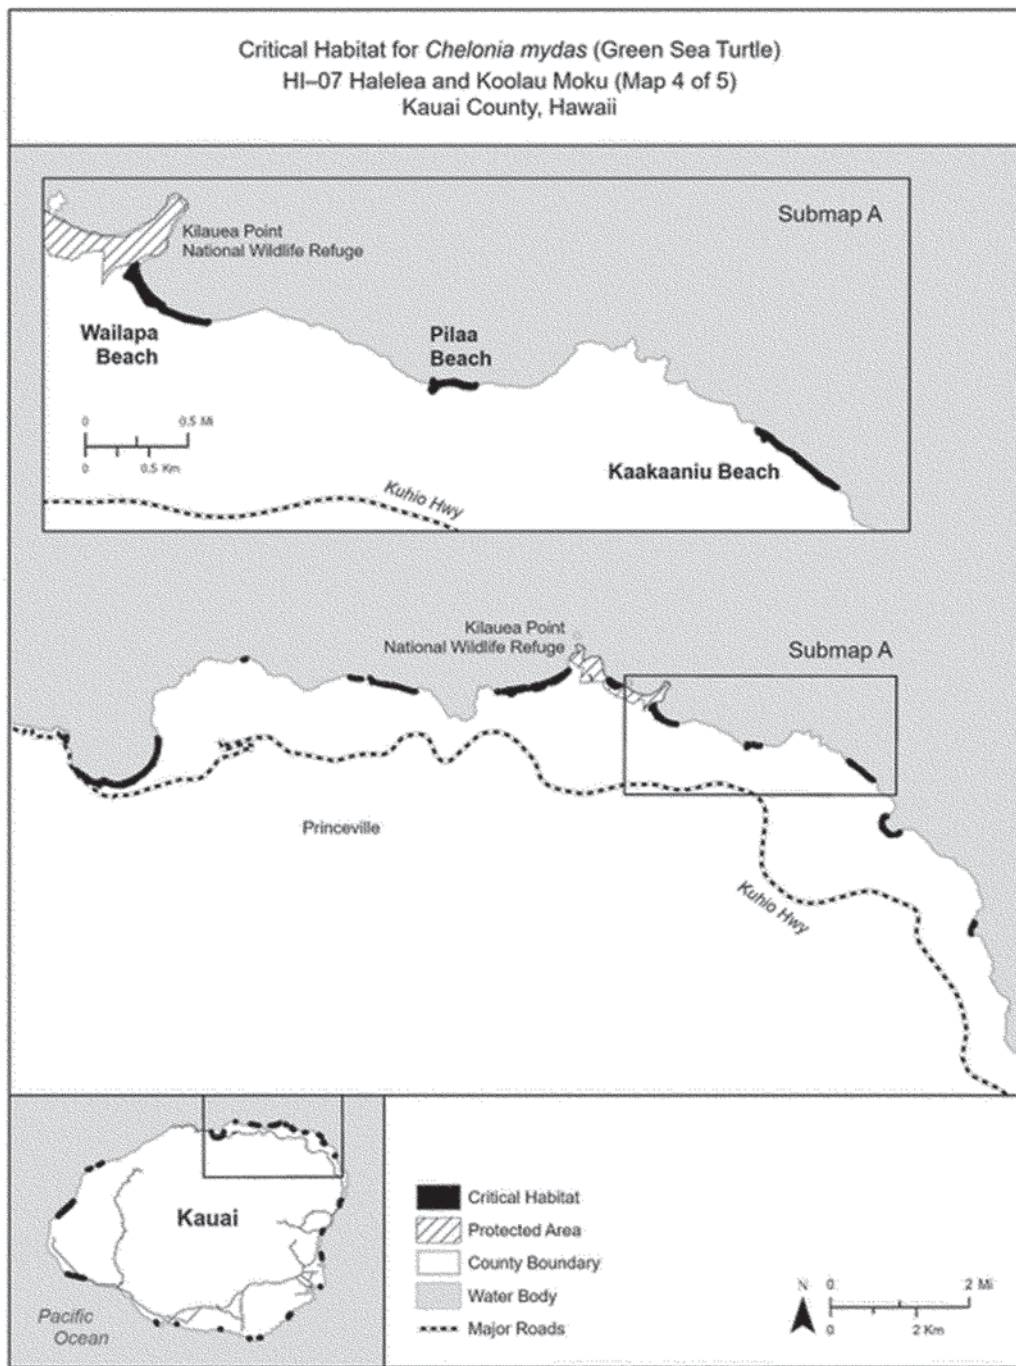 Critical Habitat for Chelonia mydas (Green Sea Turtle)
HI–07 Halelea and Koolau Moku (Map 4 of 5)
Kauai County, Hawaii
Submap A
Kilauea Point
National Wildlife Refuge
Wailapa
Beach
Pilaa
Beach
0 0.5 Mi
0 0.5 Km
Kaakaaniu Beach
Kuhio Hwy
Kilauea Point
National Wildlife Refuge
Submap A
Princeville
Kuhio Hwy
Kauai
Pacific
Ocean
Critical Habitat
Protected Area
County Boundary
Water Body
Major Roads
N
0 2 Mi
0 2 Km